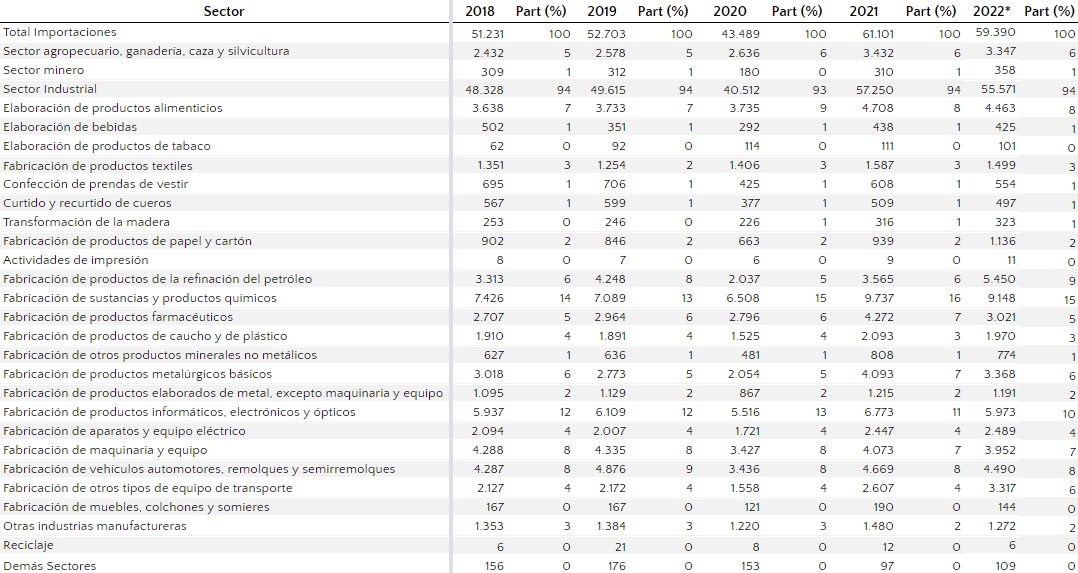 Sector 2018 Part (%) 2019 Part (%) 2020 Part (%) 2021 Part (%) 2022* Part (%)
Total Importaciones 51.231 100 52.703 100 43.489 100 61.101 100 59.390 100
Sector agropecuario, ganadería, caza y silvicultura 2.432 5 2.578 5 2.636 6 3.432 6 3.347 6
Sector minero 309 1 312 1 180 0 310 1 358 1
Sector Industrial 48.328 94 49.615 94 40.512 93 57.250 94 55.571 94
Elaboración de productos alimenticios 3.638 7 3.733 7 3.735 9 4.708 8 4.463 8
Elaboración de bebidas 502 1 351 1 292 1 438 1 425 1
Elaboración de productos de tabaco 62 0 92 0 114 0 111 0 101 0
Fabricación de productos textiles 1.351 3 1.254 2 1.406 3 1.587 3 1.499 3
Confección de prendas de vestir 695 1 706 1 425 1 608 1 554 1
Curtido y recurtido de cueros 567 1 599 1 377 1 509 1 497 1
Transformación de la madera 253 0 246 0 226 1 316 1 323 1
Fabricación de productos de papel y cartón 902 2 846 2 663 2 939 2 1.136 2
Actividades de impresión 8 0 7 0 6 0 9 0 11 0
Fabricación de productos de la refinación del petróleo 3.313 6 4.248 8 2.037 5 3.565 6 5.450 9
Fabricación de sustancias y productos químicos 7.426 14 7.089 13 6.508 15 9.737 16 9.148 15
Fabricación de productos farmacéuticos 2.707 5 2.964 6 2.796 6 4.272 7 3.021 5
Fabricación de productos de caucho y de plástico 1.910 4 1.891 4 1.525 4 2.093 3 1.970 3
Fabricación de otros productos minerales no metálicos 627 1 636 1 481 1 808 1 774 1
Fabricación de productos metalúrgicos básicos 3.018 6 2.773 5 2.054 5 4.093 7 3.368 6
Fabricación de productos elaborados de metal, excepto maquinaria y equipo 1.095 2 1.129 2 867 2 1.215 2 1.191 2
Fabricación de productos informáticos, electrónicos y ópticos 5.937 12 6.109 12 5.516 13 6.773 11 5.973 10
Fabricación de aparatos y equipo eléctrico 2.094 4 2.007 4 1.721 4 2.447 4 2.489 4
Fabricación de maquinaria y equipo 4.288 8 4.335 8 3.427 8 4.073 7 3.952 7
Fabricación de vehículos automotores, remolques y semirremolques 4.287 8 4.876 9 3.436 8 4.669 8 4.490 8
Fabricación de otros tipos de equipo de transporte 2.127 4 2.172 4 1.558 4 2.607 4 3.317 6
Fabricación de muebles, colchones y somieres 167 0 167 0 121 0 190 0 144 0
Otras industrias manufactureras 1.353 3 1.384 3 1.220 3 1.480 2 1.272 2
Reciclaje 6 0 21 0 8 0 12 0 6 0
Demás Sectores 156 0 176 0 153 0 97 0 109 0